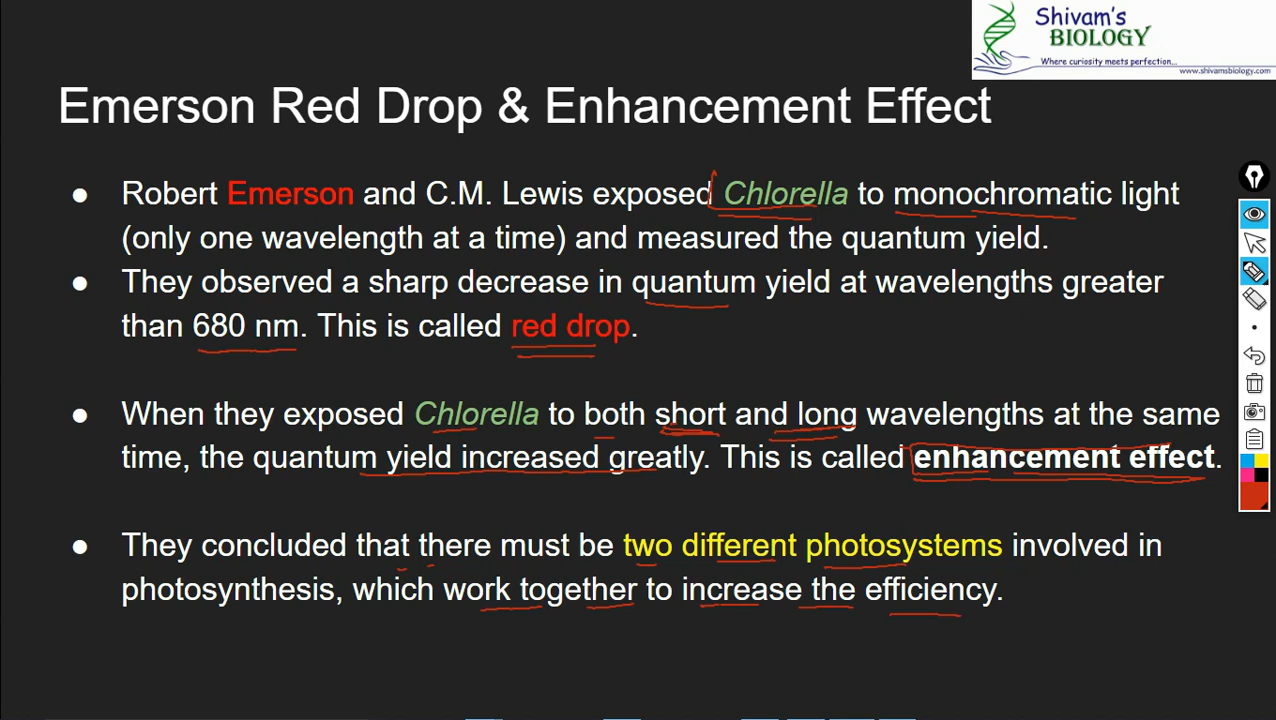 Shivam's
BIOLOGY
Where curiosity meets perfection...
www.shivamsbiology.com
Emerson Red Drop & Enhancement Effect
● Robert Emerson and C.M. Lewis exposed Chlorella to monochromatic light
(only one wavelength at a time) and measured the quantum yield.
● They observed a sharp decrease in quantum yield at wavelengths greater
than 680 nm. This is called red drop.
● When they exposed Chlorella to both short and long wavelengths at the same
time, the quantum yield increased greatly. This is called enhancement effect.
● They concluded that there must be two different photosystems involved in
photosynthesis, which work together to increase the efficiency.